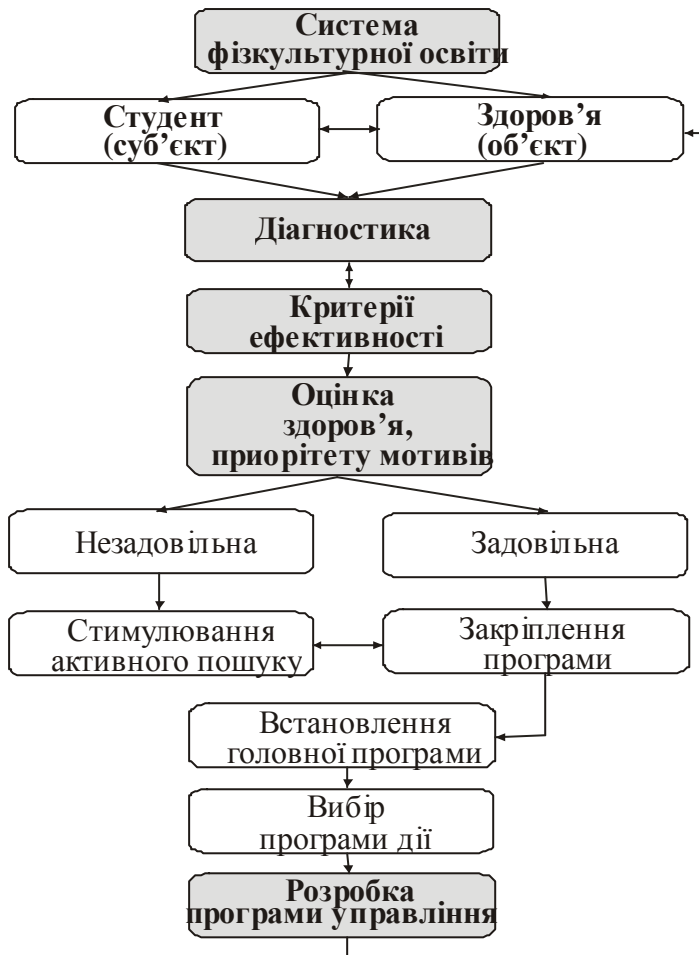 Система
фізкультурної освіти
Студент
(суб’єкт)
Здоров’я
(об’єкт)
Діагностика
Критерії
ефективності
Оцінка
здоров’я,
приорітету мотивів
Незадовільна
Задовільна
Стимулювання
активного пошуку
Закріплення
програми
Встановлення
головної програми
Вибір
програми дії
Розробка
програми управління